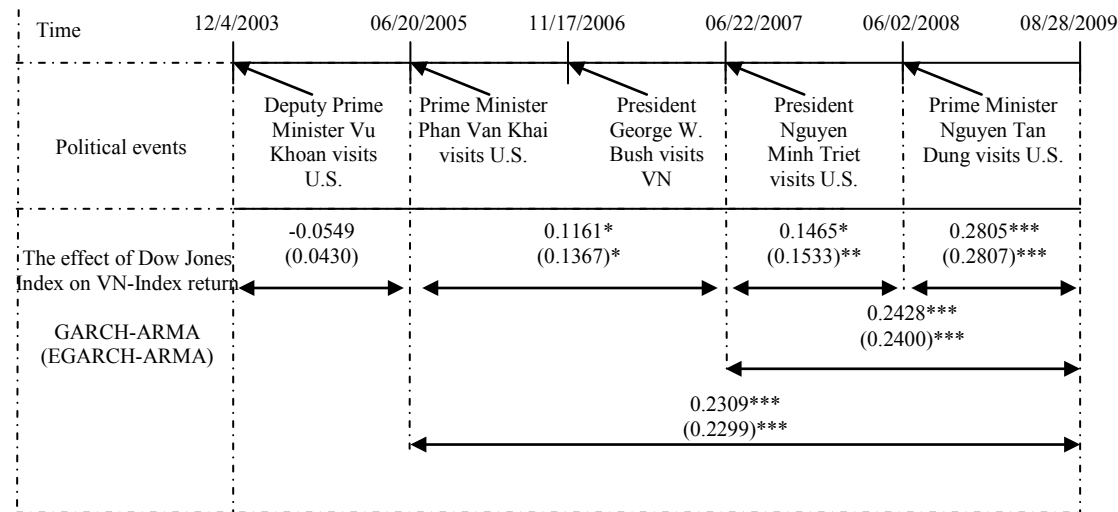 Time
12/4/2003 06/20/2005 11/17/2006 06/22/2007 06/02/2008 08/28/2009
Political events
Deputy Prime
Minister Vu
Khoan visits
U.S.
Prime Minister
Phan Van Khai
visits U.S.
President
George W.
Bush visits
VN
President
Nguyen
Minh Triet
visits U.S.
Prime Minister
Nguyen Tan
Dung visits U.S.
The effect of Dow Jones
Index on VN-Index return
GARCH-ARMA
(EGARCH-ARMA)
-0.0549
(0.0430)
0.1161*
(0.1367)*
0.1465*
(0.1533)**
0.2805***
(0.2807)***
0.2428***
(0.2400)***
0.2309***
(0.2299)***